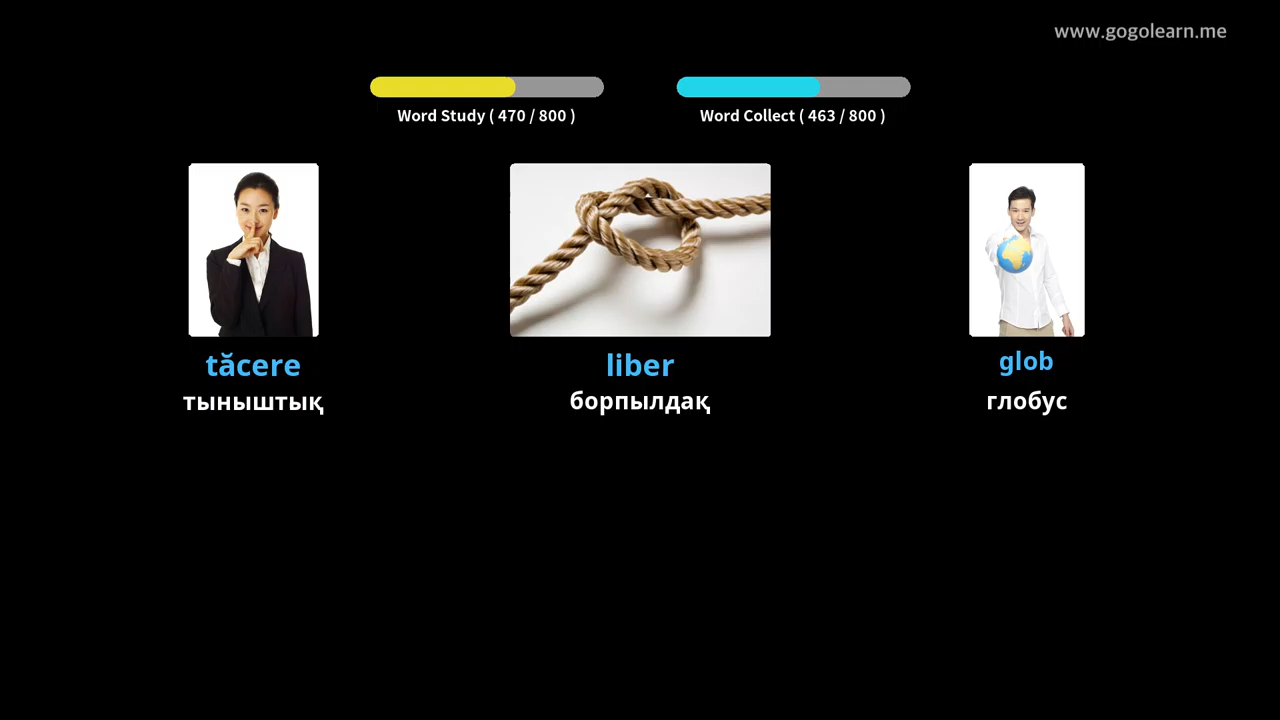 www.gogolearn.me
Word Study ( 470 / 800 )
Word Collect ( 463 / 800 )
tăcere
тыныштық
liber
борпылдақ
glob
глобус